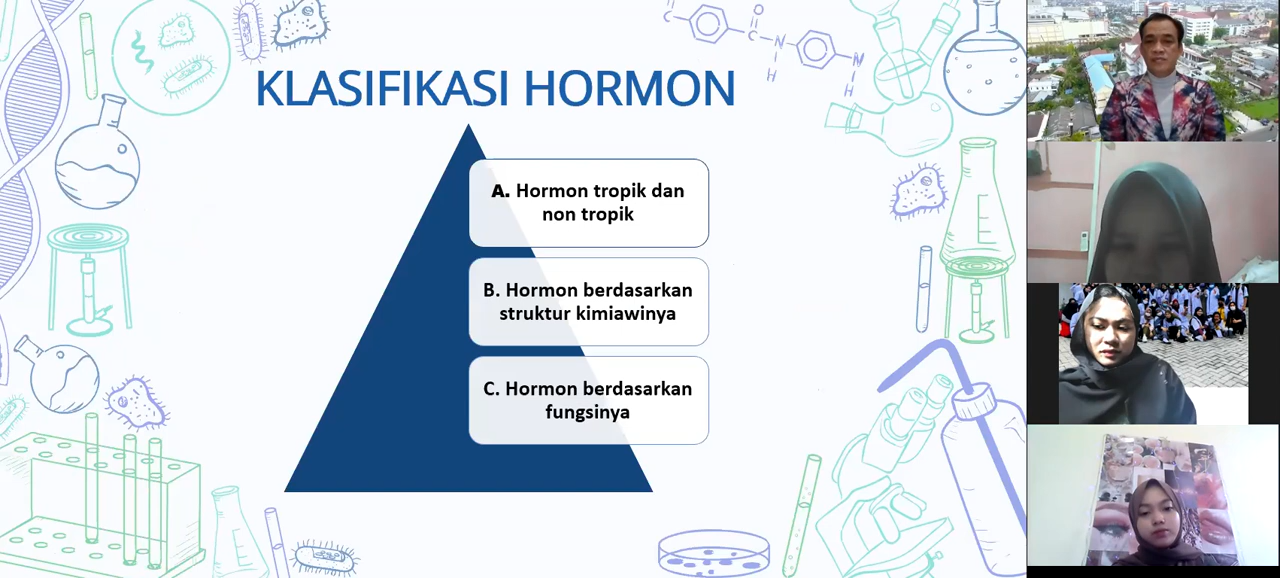 KLASIFIKASI HORMON
A. Hormon tropik dan
non tropik
B. Hormon berdasarkan
struktur kimiawinya
C. Hormon berdasarkan
fungsinya
C
O
C
N
H
N
H